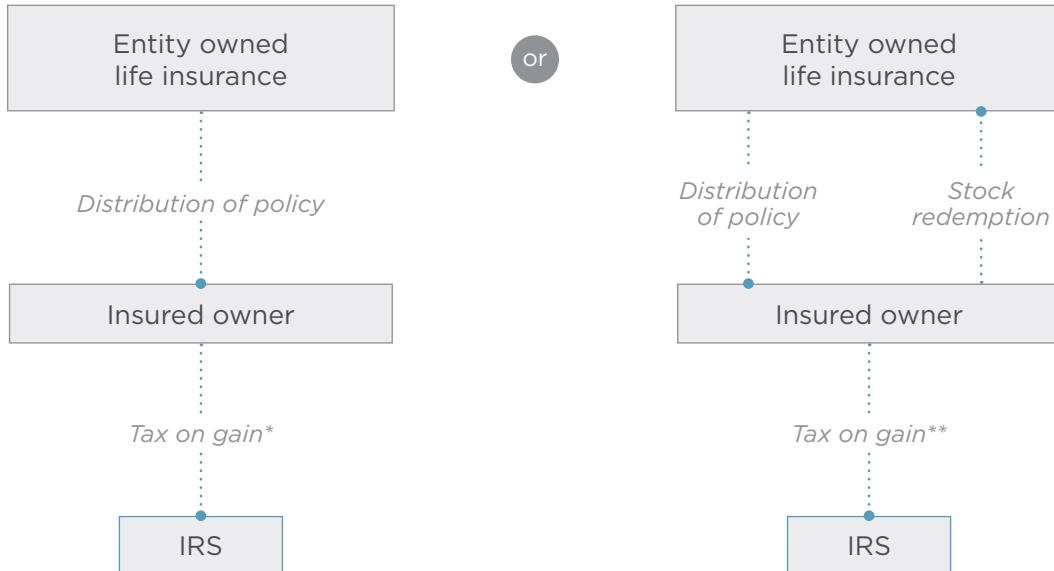 Entity owned
life insurance
Distribution of policy
Insured owner
Tax on gain*
IRS
or
Entity owned
life insurance
Distribution
of policy
Stock
redemption
Insured owner
Tax on gain**
IRS